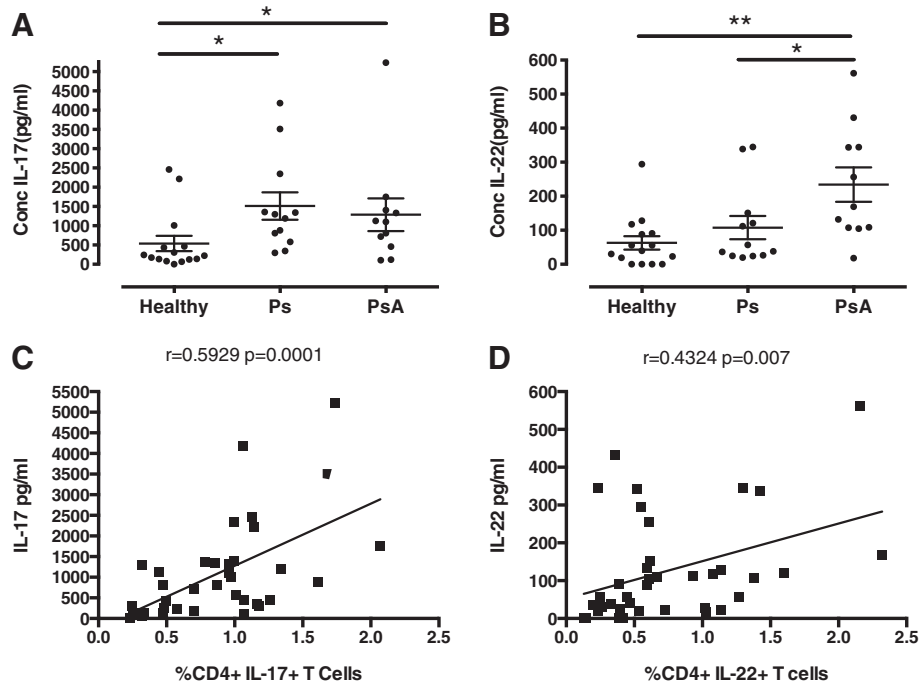 A
*
*
Conc IL-17(pg/ml)
5000
4500
4000
3500
3000
2500
2000
1500
1000
500
0
Healthy Ps PsA
B
**
*
Conc IL-22(pg/ml)
600
500
400
300
200
100
0
Healthy Ps PsA
C
r=0.5929 p=0.0001
IL-17 pg/ml
5500
5000
4500
4000
3500
3000
2500
2000
1500
1000
500
0
0.0 0.5 1.0 1.5 2.0 2.5
%CD4+ IL-17+ T Cells
D
r=0.4324 p=0.007
IL-22 pg/ml
600
500
400
300
200
100
0
0.0 0.5 1.0 1.5 2.0 2.5
%CD4+ IL-22+ T cells